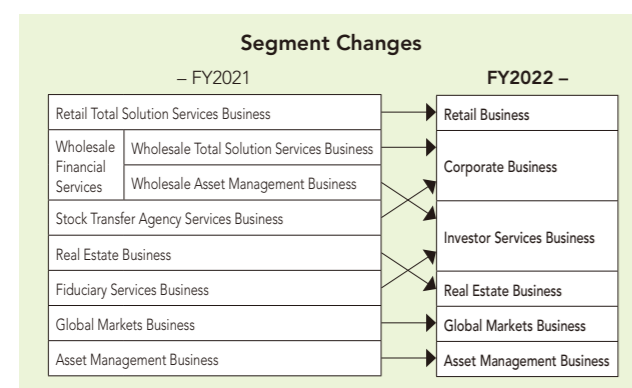 Segment Changes
– FY2021
FY2022 –
Retail Total Solution Services Business
Wholesale
Financial
Services
Wholesale Total Solution Services Business
Wholesale Asset Management Business
Stock Transfer Agency Services Business
Real Estate Business
Fiduciary Services Business
Global Markets Business
Asset Management Business
Retail Business
Corporate Business
Investor Services Business
Real Estate Business
Global Markets Business
Asset Management Business